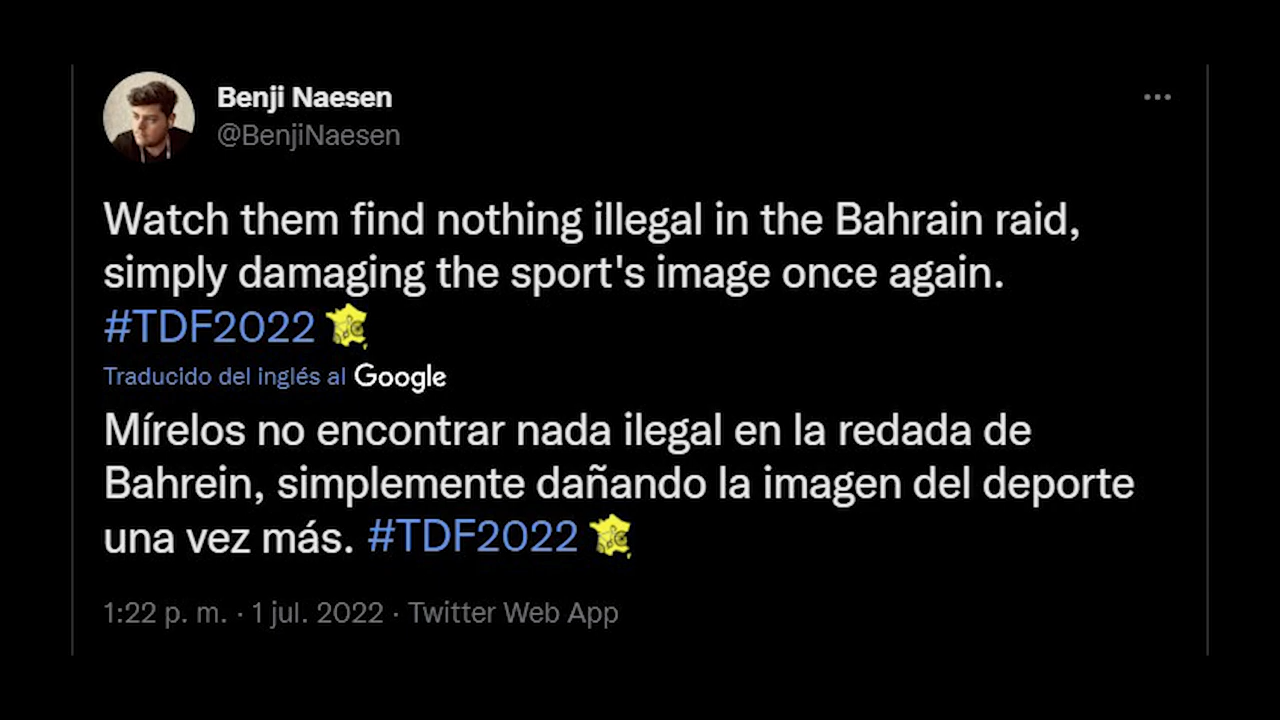 Benji Naesen
@BenjiNaesen
Watch them find nothing illegal in the Bahrain raid,
simply damaging the sport's image once again.
#TDF2022
Traducido del inglés al Google
Mírelos no encontrar nada ilegal en la redada de
Bahrein, simplemente dañando la imagen del deporte
una vez más. #TDF2022
1:22 p. m. · 1 jul. 2022 · Twitter Web App